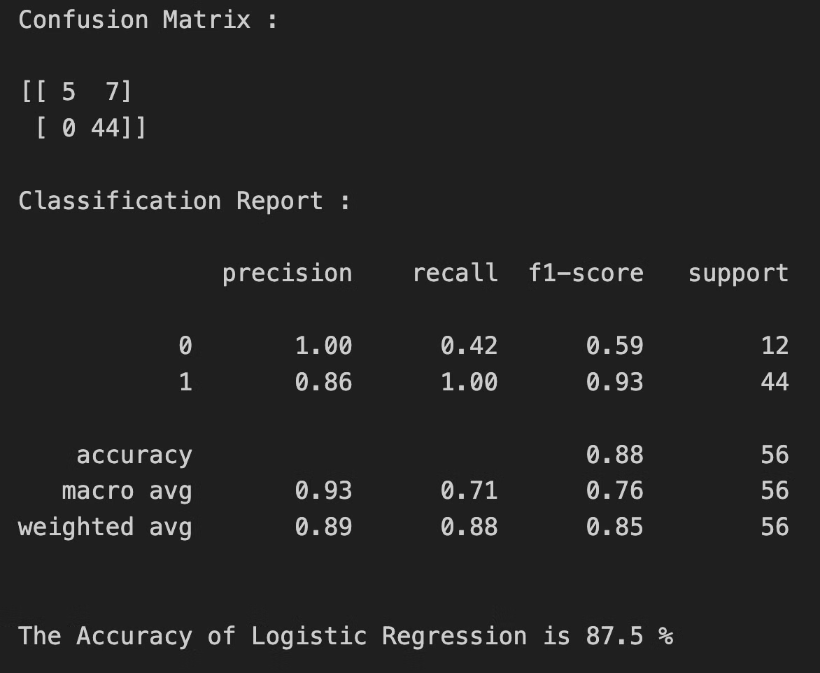 Confusion Matrix :
[[ 5  7]
 [ 0 44]]
Classification Report :
              precision    recall  f1-score   support
           0       1.00      0.42      0.59        12
           1       0.86      1.00      0.93        44
    accuracy                           0.88        56
   macro avg       0.93      0.71      0.76        56
weighted avg       0.89      0.88      0.85        56
The Accuracy of Logistic Regression is 87.5 %